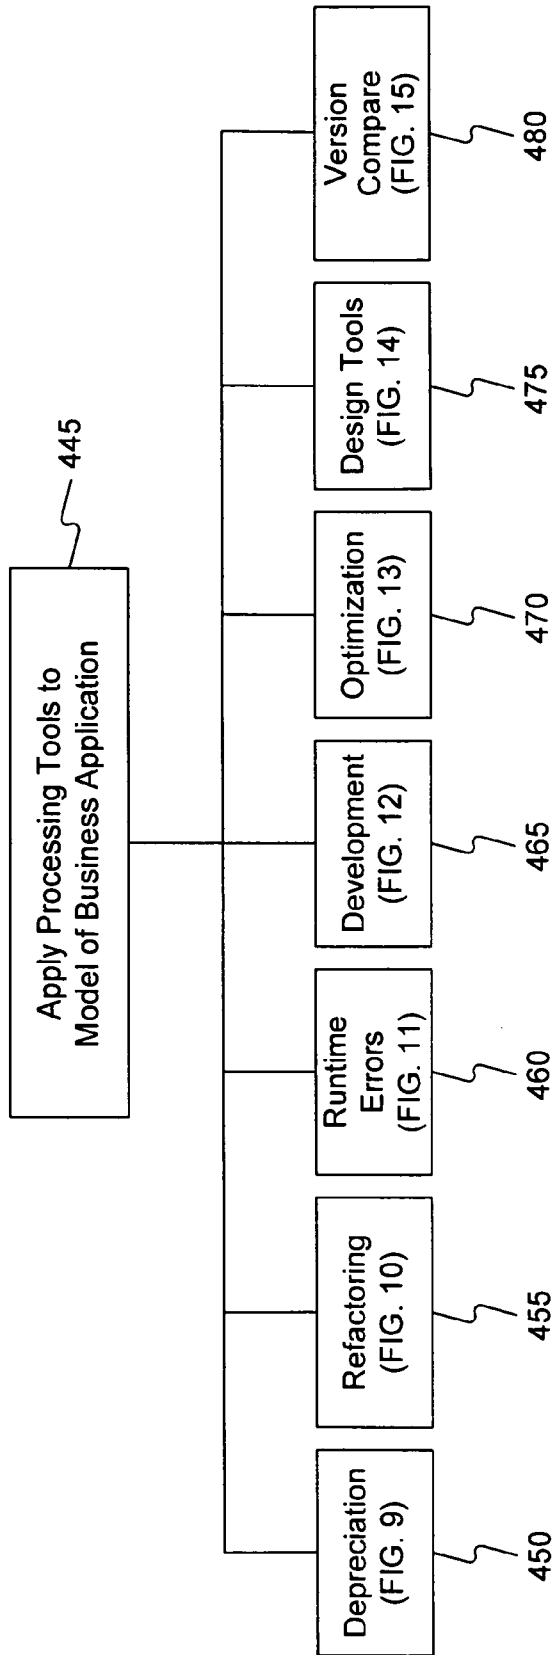 Apply Processing Tools to
Model of Business Application
445
Depreciation
(FIG. 9)
450
Refactoring
(FIG. 10)
455
Runtime
Errors
(FIG. 11)
460
Development
(FIG. 12)
465
Optimization
(FIG. 13)
470
Design Tools
(FIG. 14)
475
Version
Compare
(FIG. 15)
480